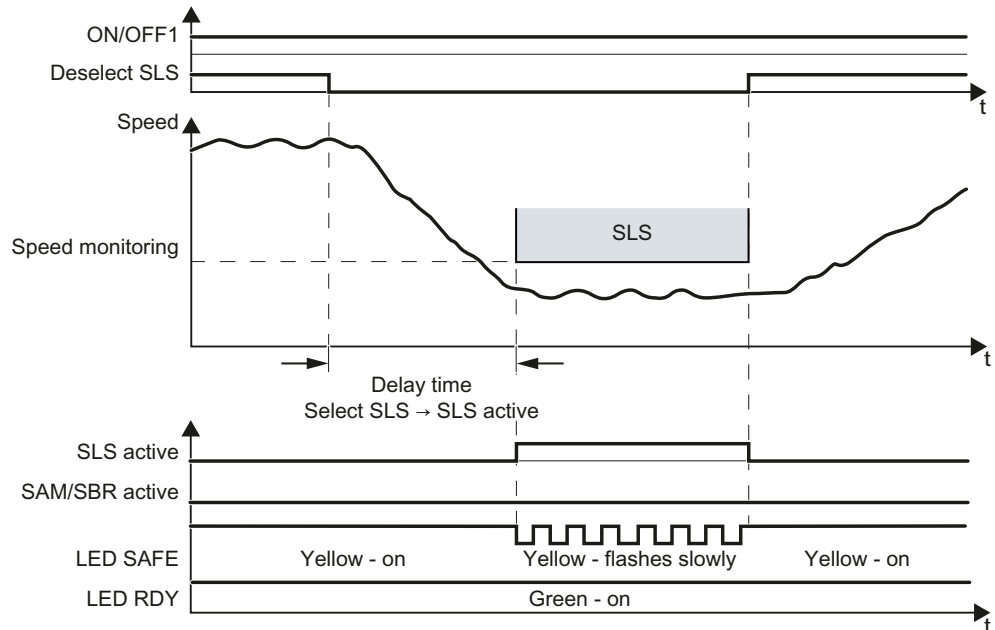 ON/OFF1
Deselect SLS
t
Speed
SLS
Speed monitoring
t
Delay time
Select SLS → SLS active
SLS active
SAM/SBR active
LED SAFE
Yellow - on
Yellow - flashes slowly
Yellow - on
LED RDY
Green - on
t